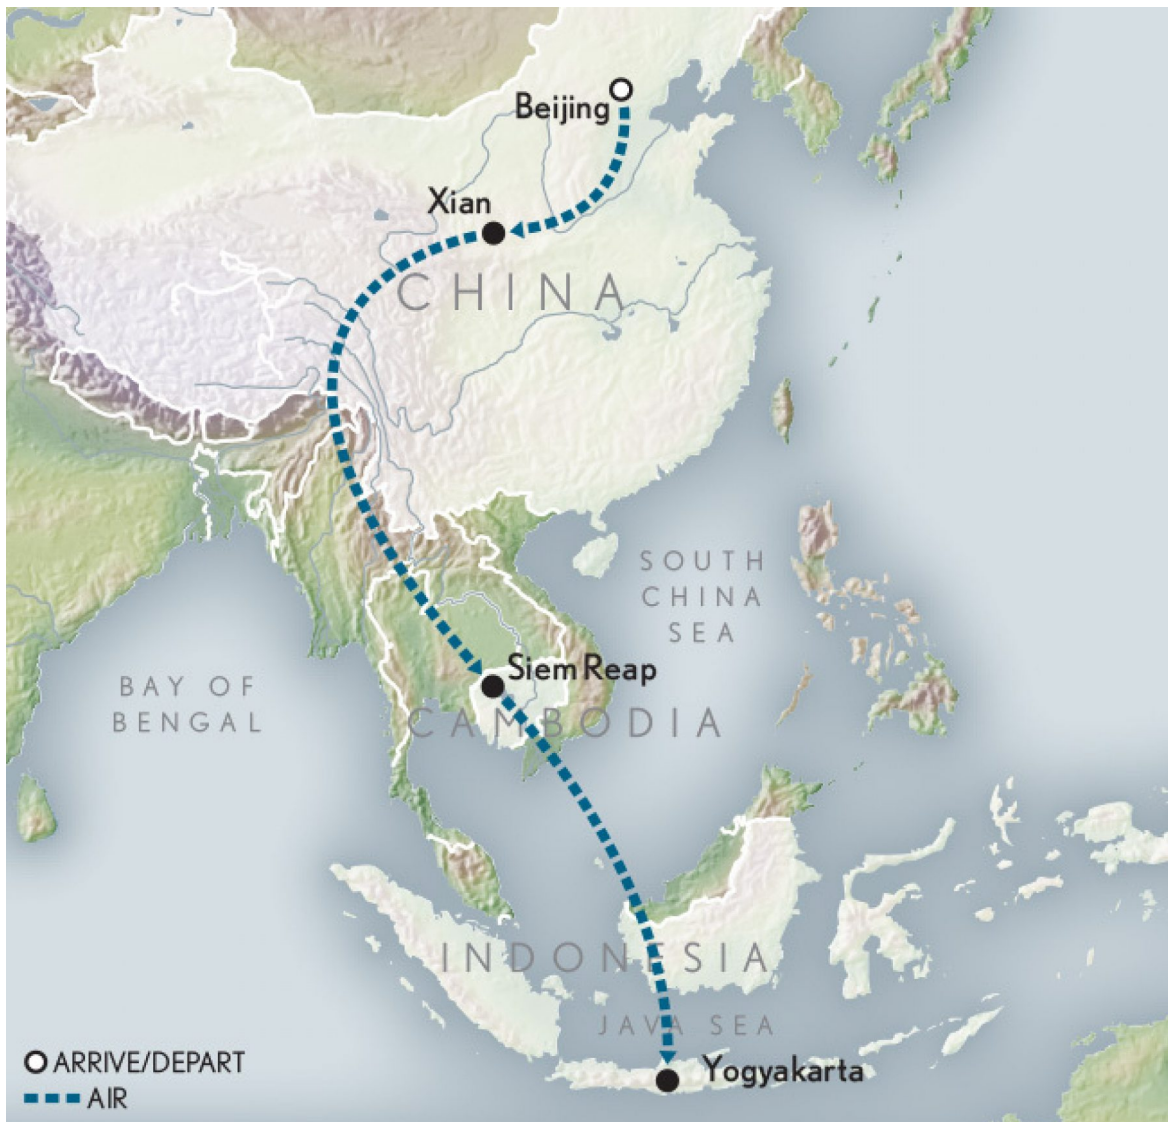 Beijing
Xian
CHINA
SOUTH
CHINA
SEA
Siem Reap
BAY OF
BENGAL
CAMBODIA
INDONESIA
JAVA SEA
ARRIVE/DEPART
Yogyakarta
AIR